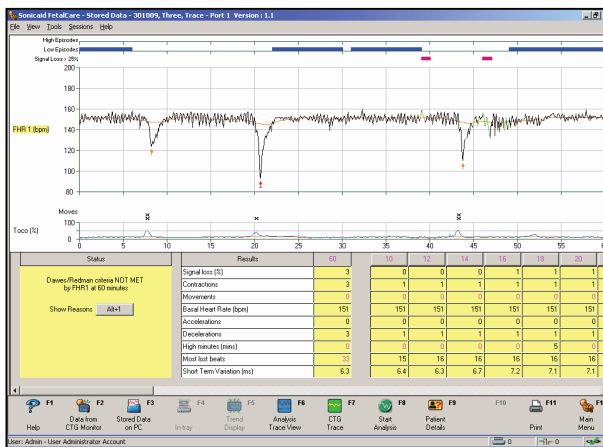 Sonicaid FetalCare - Stored Data - 301009, Three, Trace - Port 1 Version : 1.1
File View Tools Sessions Help
High Episodes
Low Episodes
Signal Loss > 25%
200
180
160
FHR 1 (bpm)
140
120
100
80
Moves
x x x
x x
Toco (%)
100
0
0 5 10 15 20 25 30 35 40 45 50 55 6
Status
Dawes/Redman criteria NOT MET
by FHR1 at 60 minutes
Show Reasons Alt+1
Results 60 10 12 14 16 18 20
Signal loss (%) 3 0 0 0 1 1 1
Contractions 3 1 1 1 1 1 1
Movements 0 0 0 0 0 0 0
Basal Heart Rate (bpm) 151 151 151 151 151 151 151
Accelerations 0 0 0 0 0 0 0
Decelerations 3 1 1 1 1 1 1
High minutes (mins) 0 0 0 0 0 5 0
Most lost beats 33 15 16 16 16 16 16
Short Term Variation (ms) 6.3 6.4 6.3 6.7 7.2 7.1 7.1
F1 F2 F3 F4 F5 F6 F7 F8 F9 F10 F11 F1
Help
Data from CTG Monitor
Stored Data on PC
In-tray
Trend Display
Analysis Trace View
CTG Trace
Start Analysis
Patient Details
Print
Main Menu
User: Admin - User Administrator Account 0 0